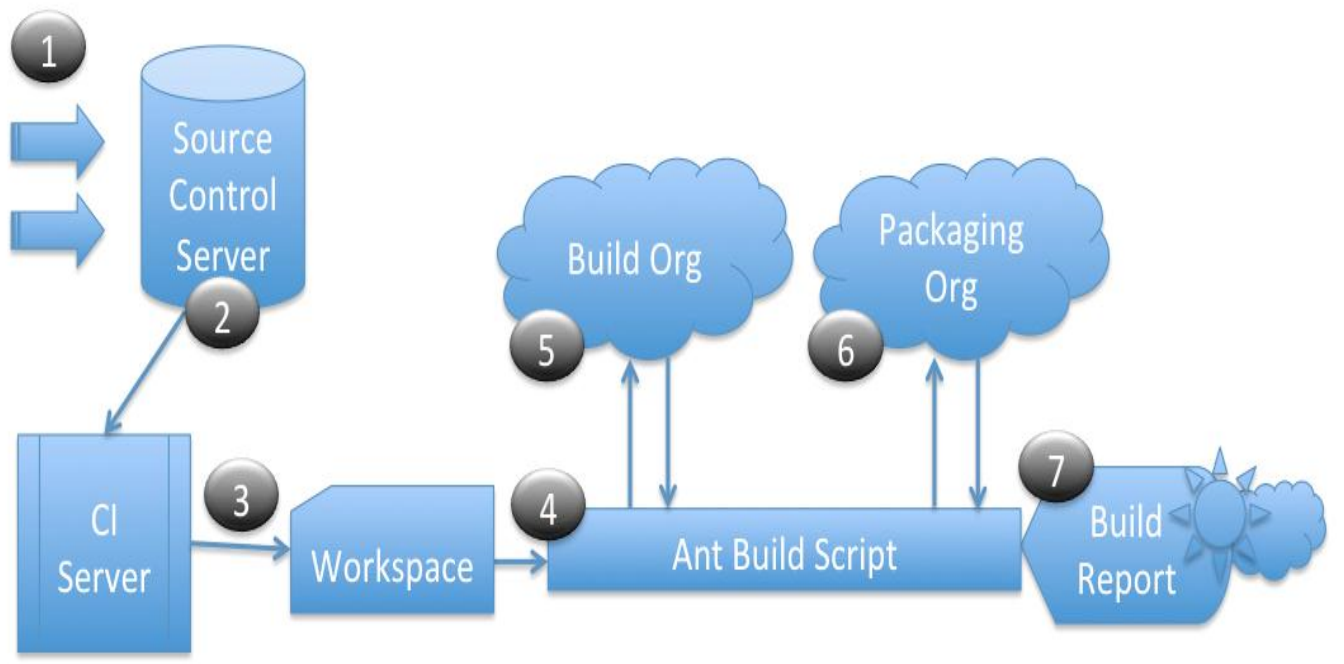 1
Source
Control
Server
2
CI
Server
3
Workspace
4
Ant Build Script
5
Build Org
6
Packaging
Org
7
Build
Report